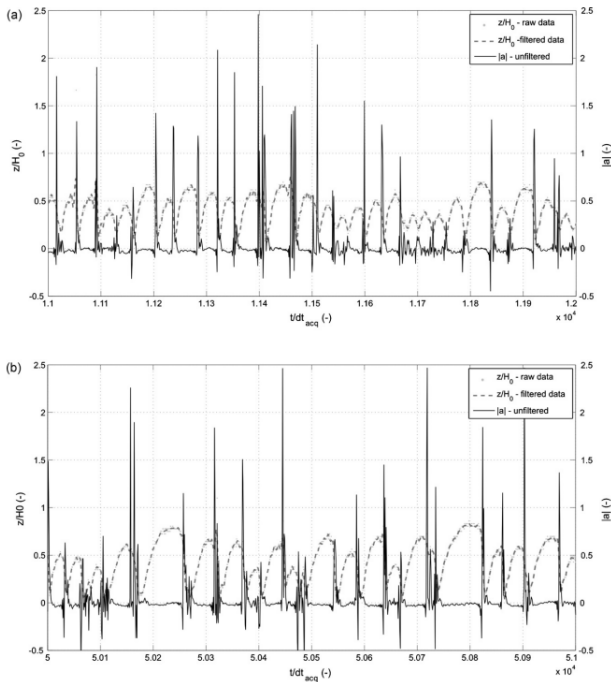 (a)
z/H0 - raw data
z/H0 -filtered data
|a| - unfiltered
2.5
2
1.5
1
0.5
0
-0.5
z/H0 (-)
2.5
2
1.5
1
0.5
0
-0.5
|a| (-)
1.1 1.11 1.12 1.13 1.14 1.15 1.16 1.17 1.18 1.19 1.2
x 10^4
t/dtacq (-)
(b)
z/H0 - raw data
z/H0 - filtered data
|a| - unfiltered
2.5
2
1.5
1
0.5
0
-0.5
z/H0 (-)
2.5
2
1.5
1
0.5
0
-0.5
|a| (-)
5 5.01 5.02 5.03 5.04 5.05 5.06 5.07 5.08 5.09 5.1
x 10^4
t/dtacq (-)